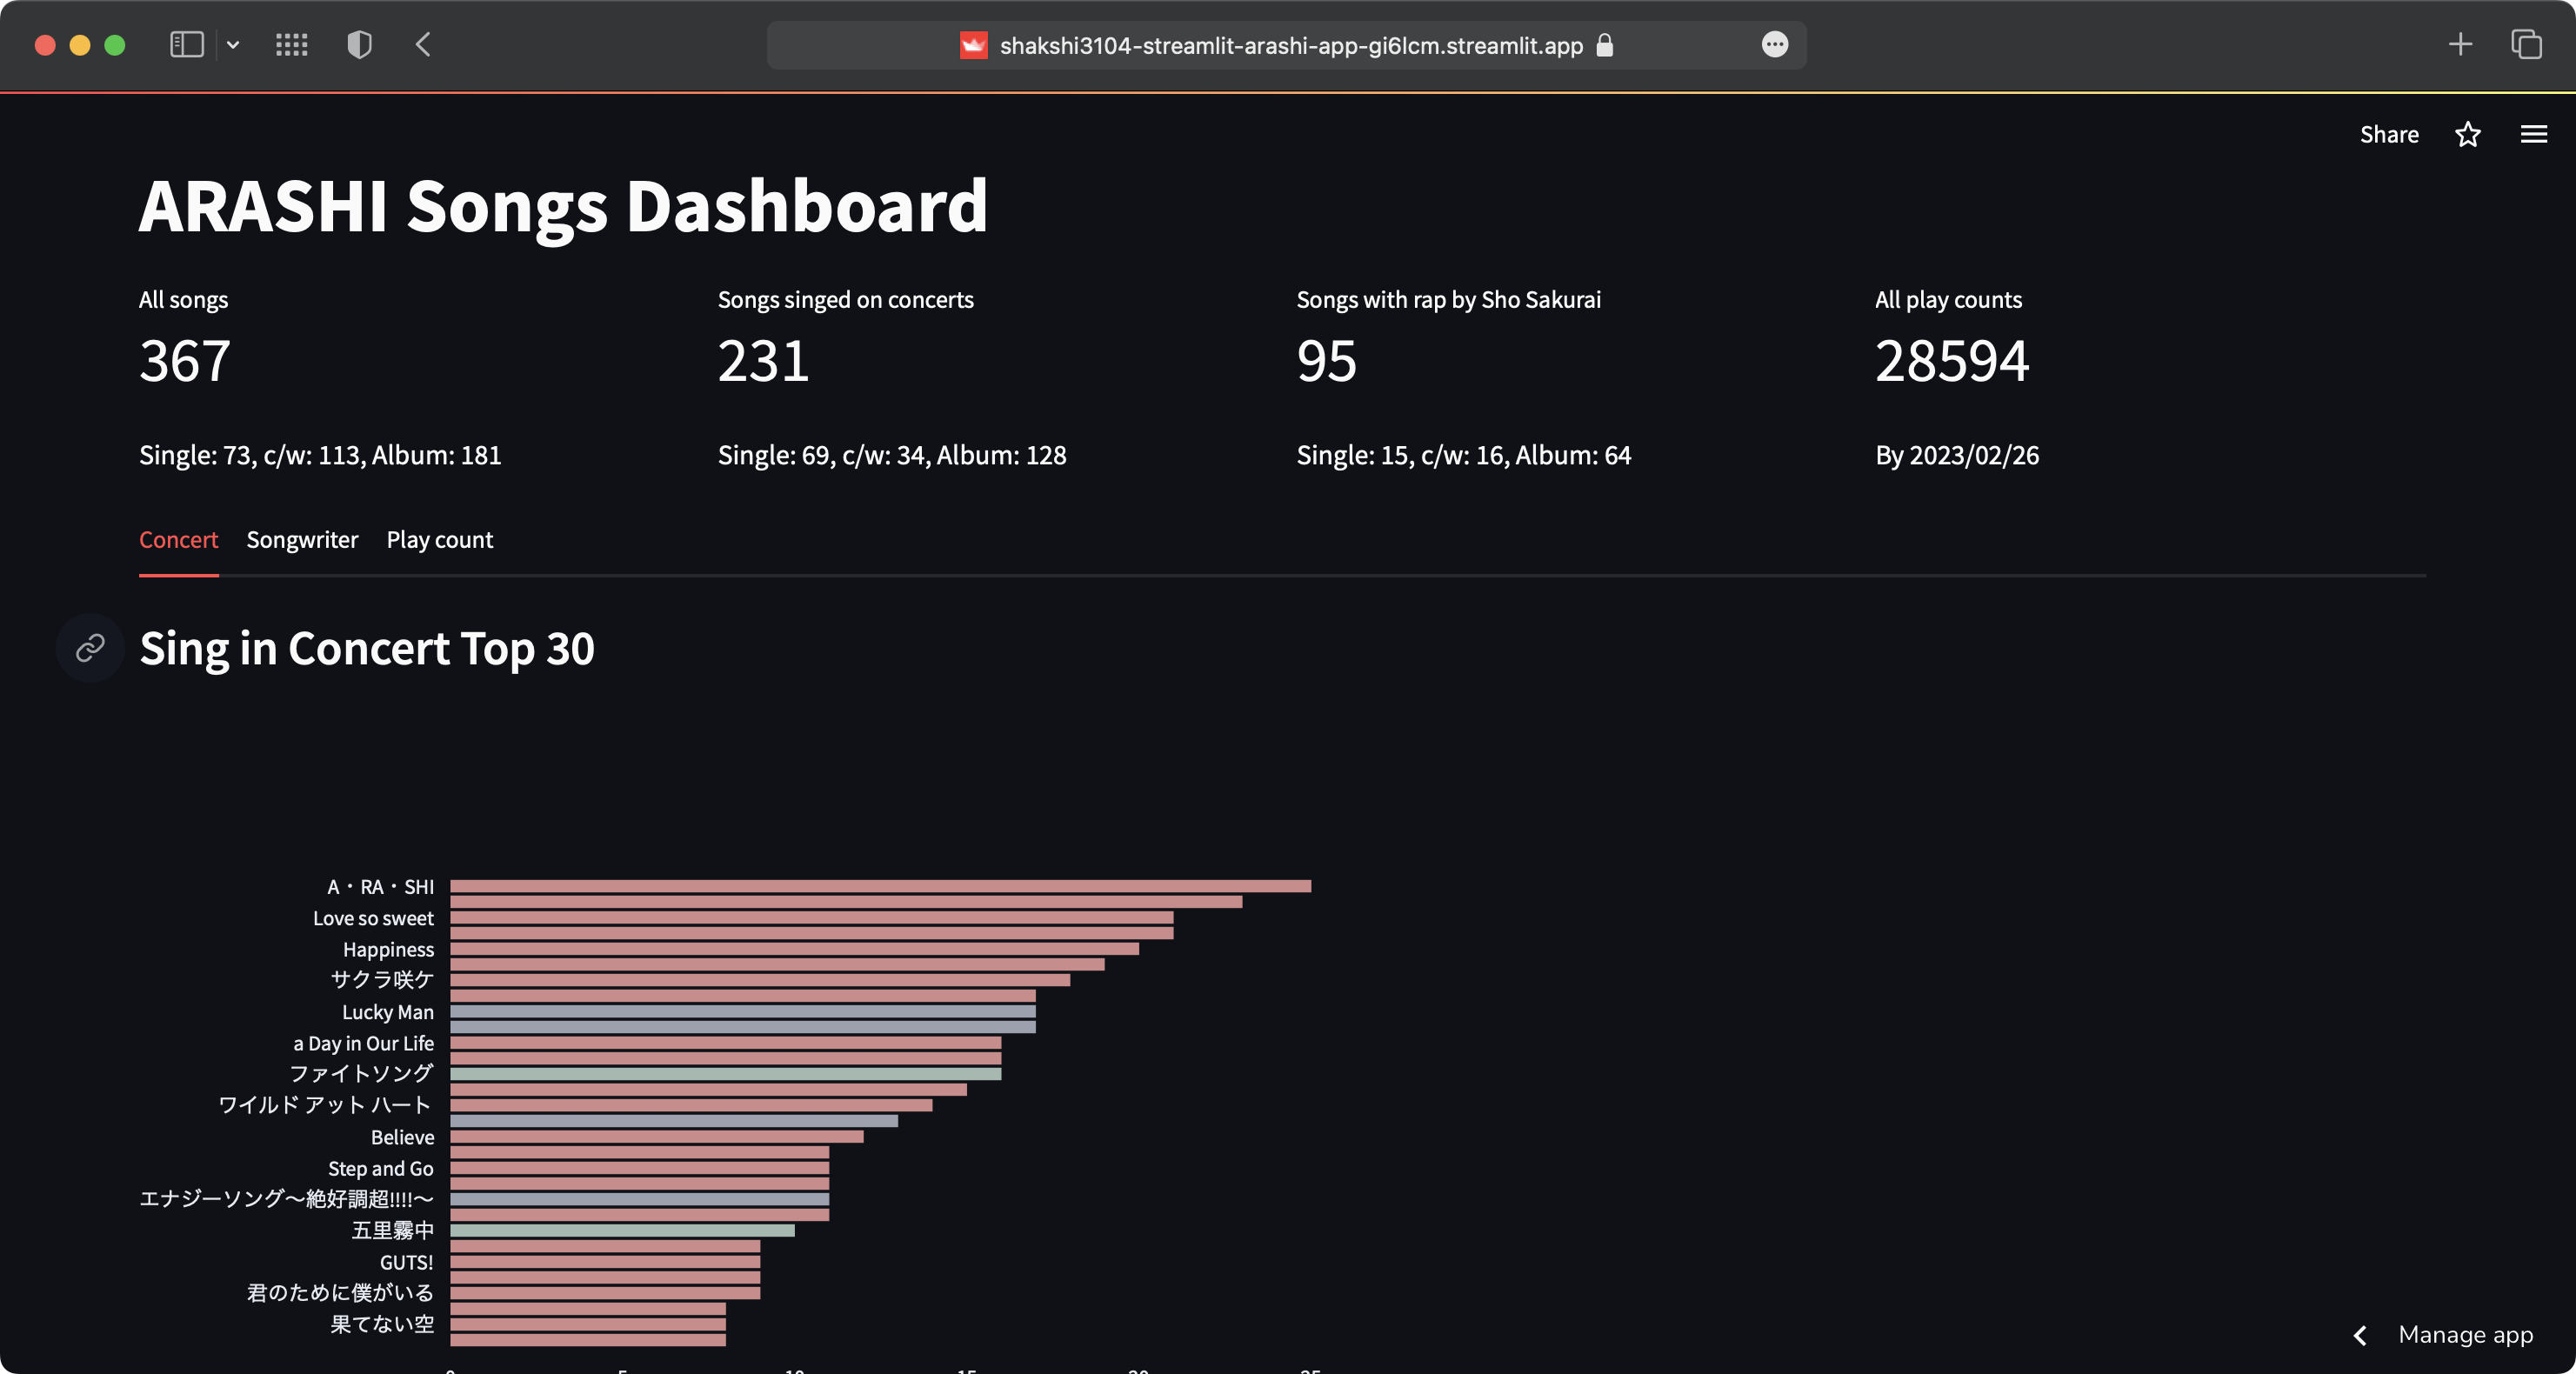 shakshi3104-streamlit-arashi-app-gi6lcm.streamlit.app
Share
ARASHI Songs Dashboard
All songs
367
Single: 73, c/w: 113, Album: 181
Songs singed on concerts
231
Single: 69, c/w: 34, Album: 128
Songs with rap by Sho Sakurai
95
Single: 15, c/w: 16, Album: 64
All play counts
28594
By 2023/02/26
Concert Songwriter Play count
Sing in Concert Top 30
A・RA・SHI
Love so sweet
Happiness
サクラ咲ケ
Lucky Man
a Day in Our Life
ファイトソング
ワイルド アット ハート
Believe
Step and Go
エナジーソング〜絶好調超!!!!〜
五里霧中
GUTS!
君のために僕がいる
果てない空
Manage app